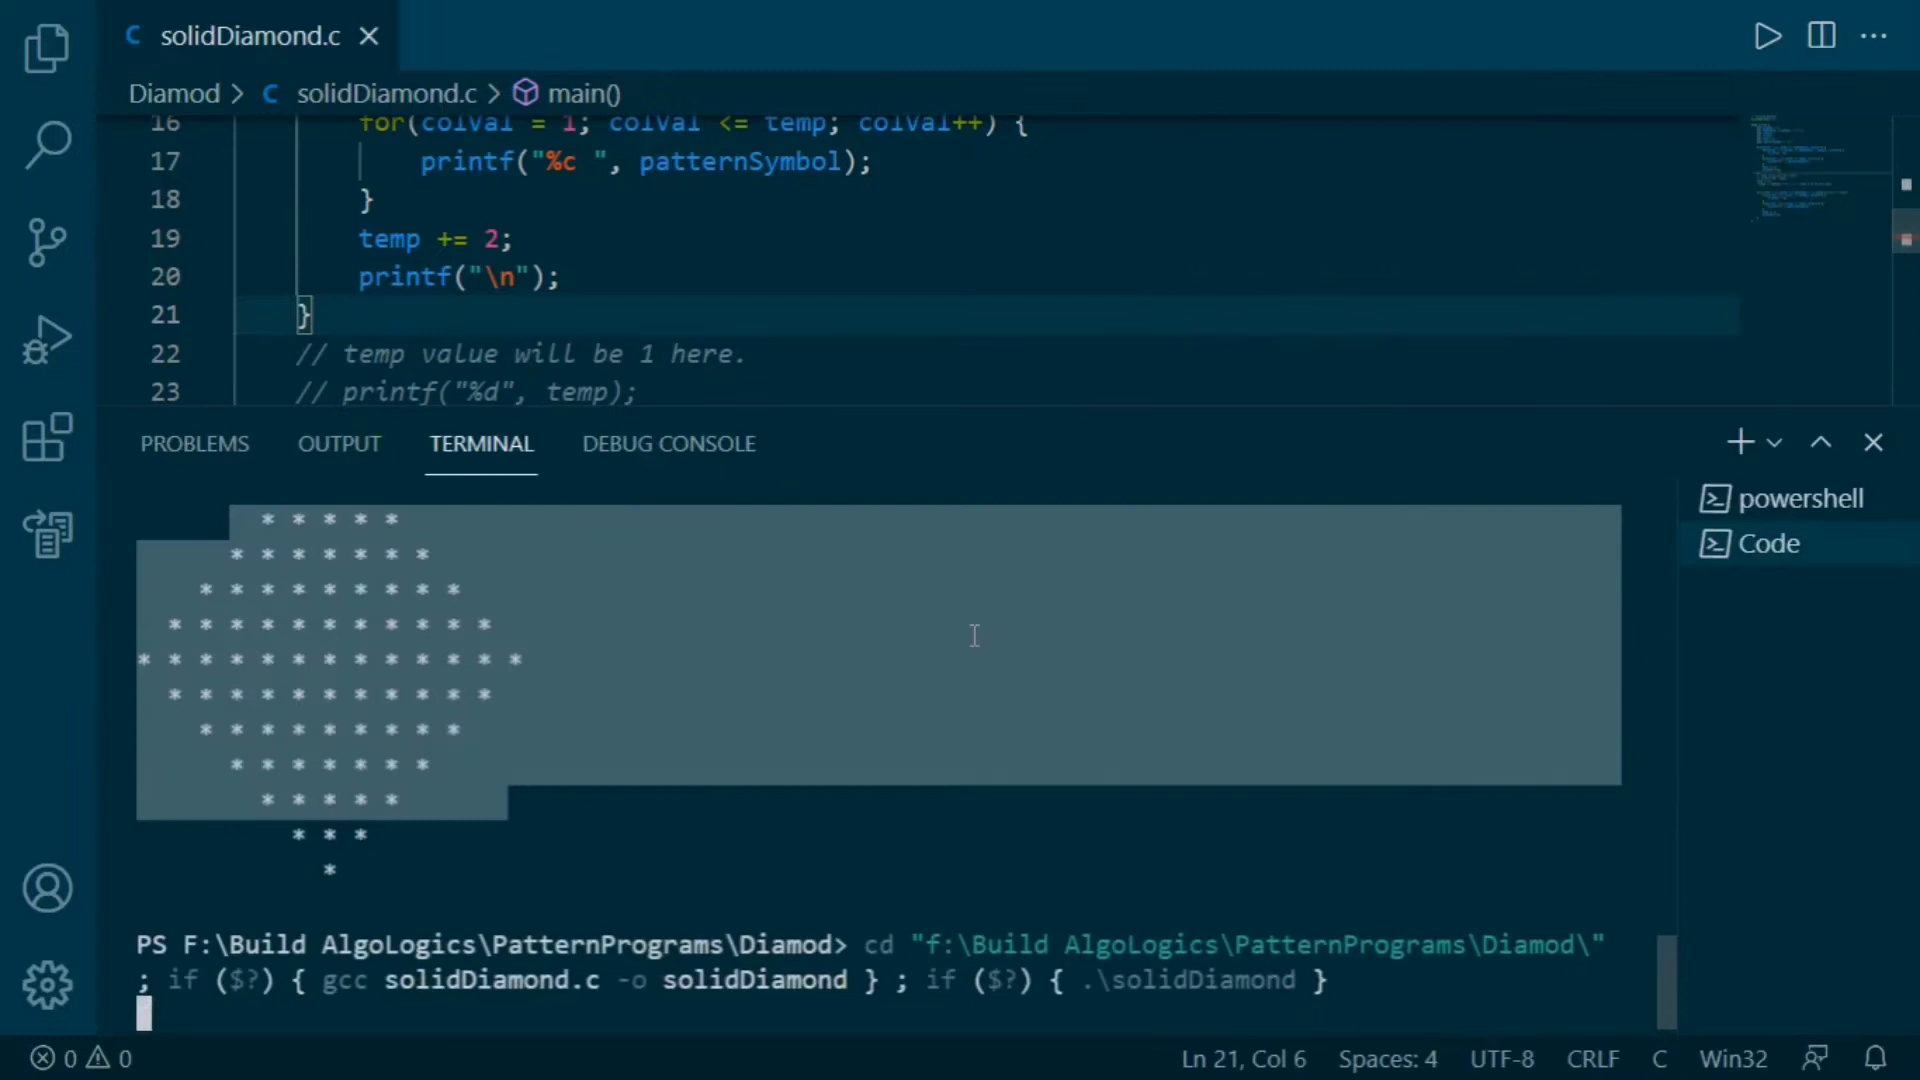 solidDiamond.c
Diamod > C solidDiamond.c > main()
16 for(colVal = 1; colVal <= temp; colVal++) {
17 printf("%c ", patternSymbol);
18 }
19 temp += 2;
20 printf("\n");
21 }
22 // temp value will be 1 here.
23 // printf("%d", temp);
PROBLEMS OUTPUT TERMINAL DEBUG CONSOLE
powershell
Code
* * * * *
* * * * * * *
* * * * * * * * *
* * * * * * * * * * *
* * * * * * * * * * * * *
* * * * * * * * * * *
* * * * * * * * *
* * * * * * *
* * * * *
* * *
*
PS F:\Build AlgoLogics\PatternPrograms\Diamod> cd "f:\Build AlgoLogics\PatternPrograms\Diamod\"
; if ($?) { gcc solidDiamond.c -o solidDiamond } ; if ($?) { .\solidDiamond }
0 0 Ln 21, Col 6 Spaces: 4 UTF-8 CRLF C Win32